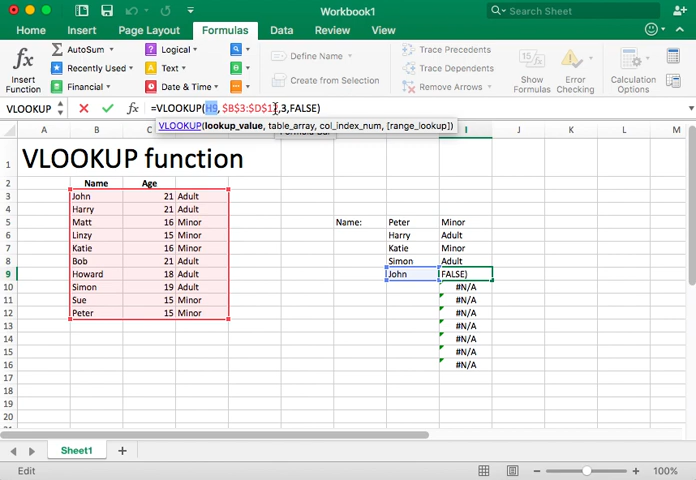 Workbook1
Search Sheet
Home Insert Page Layout Formulas Data Review View
Insert Function
AutoSum
Recently Used
Financial
Logical
Text
Date & Time
Define Name
Create from Selection
Trace Precedents
Trace Dependents
Remove Arrows
Show Formulas
Error Checking
Calculation Options
VLOOKUP fx =VLOOKUP(H9, $B$3:$D$1
,3,FALSE)
VLOOKUP(lookup_value, table_array, col_index_num, [range_lookup])
A B C H I J K L M
1 VLOOKUP function
2 Name Age
3 John 21 Adult
4 Harry 21 Adult
5 Matt 16 Minor Name: Peter Minor
6 Linzy 15 Minor Harry Adult
7 Katie 16 Minor Katie Minor
8 Bob 21 Adult Simon Adult
9 Howard 18 Adult John FALSE)
10 Simon 19 Adult #N/A
11 Sue 15 Minor #N/A
12 Peter 15 Minor #N/A
13 #N/A
14 #N/A
15 #N/A
16 #N/A
17
18
19
20
Sheet1
Edit 100%